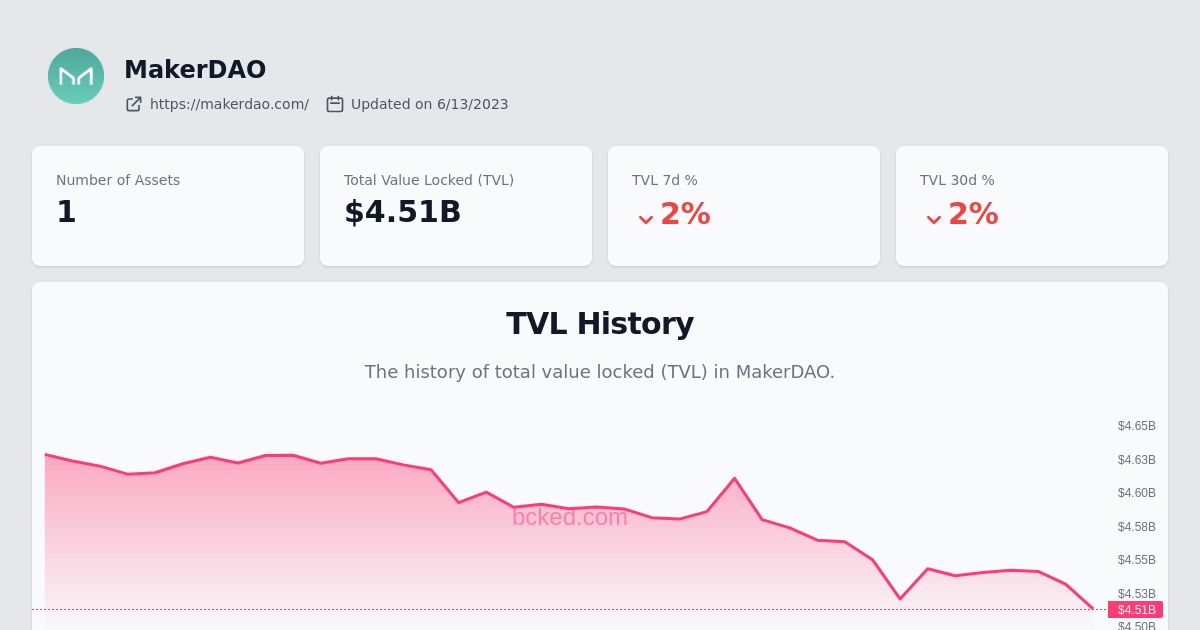 MakerDAO
https://makerdao.com/ Updated on 6/13/2023
Number of Assets
1
Total Value Locked (TVL)
$4.51B
TVL 7d %
2%
TVL 30d %
2%
TVL History
The history of total value locked (TVL) in MakerDAO.
$4.65B
$4.63B
$4.60B
bcked.com
$4.58B
$4.55B
$4.53B
$4.51B
$4.50B